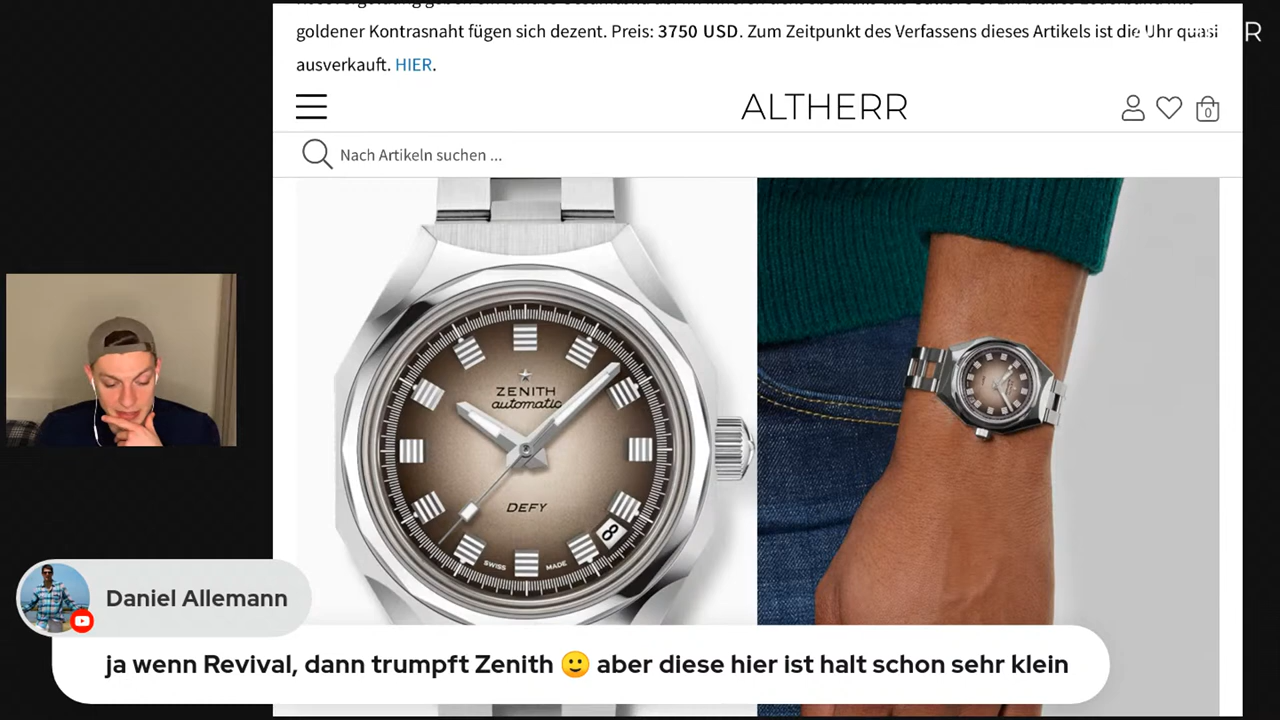 goldener Kontrasnaht fügen sich dezent. Preis: 3750 USD. Zum Zeitpunkt des Verfassens dieses Artikels ist die Uhr quasi
ausverkauft. HIER.
R
ALTHERR
0
Nach Artikeln suchen ...
ZENITH
automatic
DEFY
8
SWISS MADE
Daniel Allemann
ja wenn Revival, dann trumpft Zenith 🙂 aber diese hier ist halt schon sehr klein